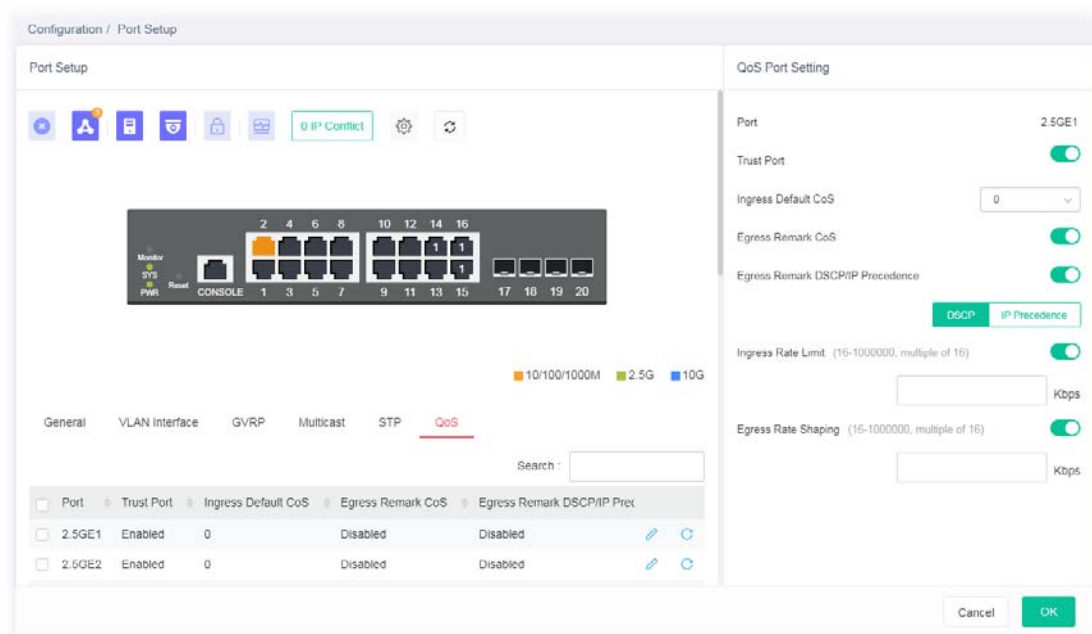 Configuration / Port Setup
Port Setup
0 IP Conflict
2 4 6 8 10 12 14 16
1 1
1
Monitor
SYS
PWR
Reset
CONSOLE
1 3 5 7 9 11 13 15 17 18 19 20
10/100/1000M 2.5G 10G
General VLAN Interface GVRP Multicast STP QoS
Search :
Port Trust Port Ingress Default CoS Egress Remark CoS Egress Remark DSCP/IP Prec
2.5GE1 Enabled 0 Disabled Disabled
2.5GE2 Enabled 0 Disabled Disabled
QoS Port Setting
Port 2.5GE1
Trust Port
Ingress Default CoS 0
Egress Remark CoS
Egress Remark DSCP/IP Precedence
DSCP IP Precedence
Ingress Rate Limit (16-1000000, multiple of 16)
Kbps
Egress Rate Shaping (16-1000000, multiple of 16)
Kbps
Cancel OK